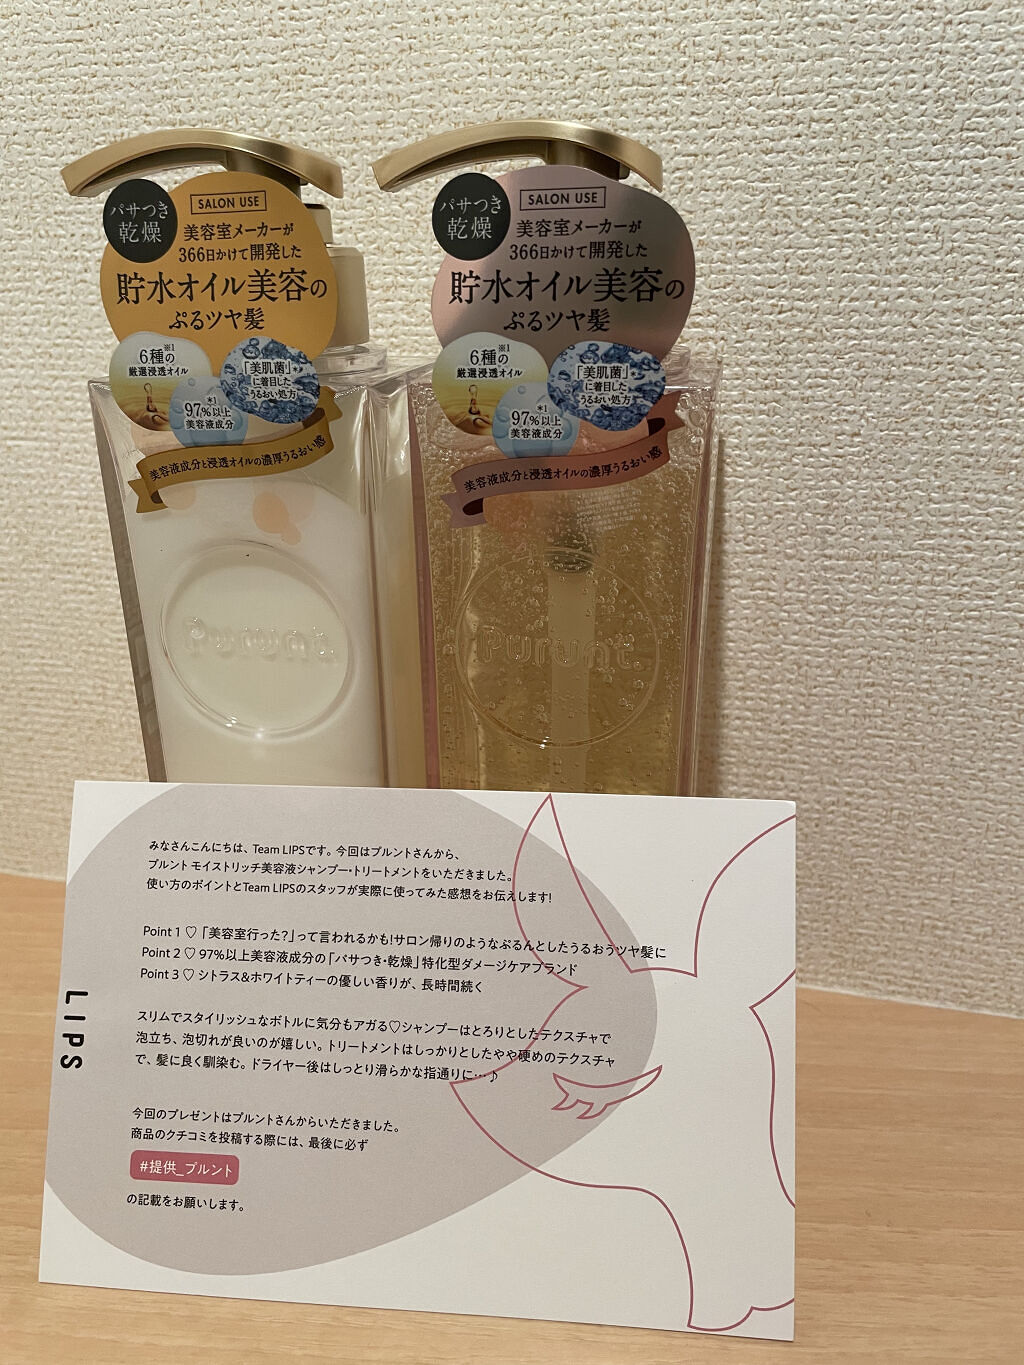 パサつき
乾燥
SALON USE
美容室メーカーが
366日かけて開発した
貯水オイル美容の
ぷるツヤ髪
6種の※1
厳選浸透オイル
97%以上*1
美容液成分
「美肌菌」※
に着目した
うるおい処方
美容液成分と浸透オイルの濃厚うるおい感
Purunt.
パサつき
乾燥
SALON USE
美容室メーカーが
366日かけて開発した
貯水オイル美容の
ぷるツヤ髪
6種の※1
厳選浸透オイル
97%以上*1
美容液成分
「美肌菌」※
に着目した
うるおい処方
美容液成分と浸透オイルの濃厚うるおい感
Purunt.
みなさんこんにちは、Team LIPSです。今回はプルントさんから、
プルント モイストリッチ美容液シャンプー・トリートメントをいただきました。
使い方のポイントとTeam LIPSのスタッフが実際に使ってみた感想をお伝えします!
Point 1 ♡ 「美容室行った?」って言われるかも!サロン帰りのようなぷるんとしたうるおうツヤ髪に
Point 2 ♡ 97%以上美容液成分の「パサつき・乾燥」特化型ダメージケアブランド
Point 3 ♡ シトラス&ホワイトティーの優しい香りが、長時間続く
スリムでスタイリッシュなボトルに気分もアガる♡シャンプーはとろりとしたテクスチャで
泡立ち、泡切れが良いのが嬉しい。トリートメントはしっかりとしたやや硬めのテクスチャ
で、髪に良く馴染む。ドライヤー後はしっとり滑らかな指通りに…♪
今回のプレゼントはプルントさんからいただきました。
商品のクチコミを投稿する際には、最後に必ず
#提供_プルント
の記載をお願いします。
LIPS